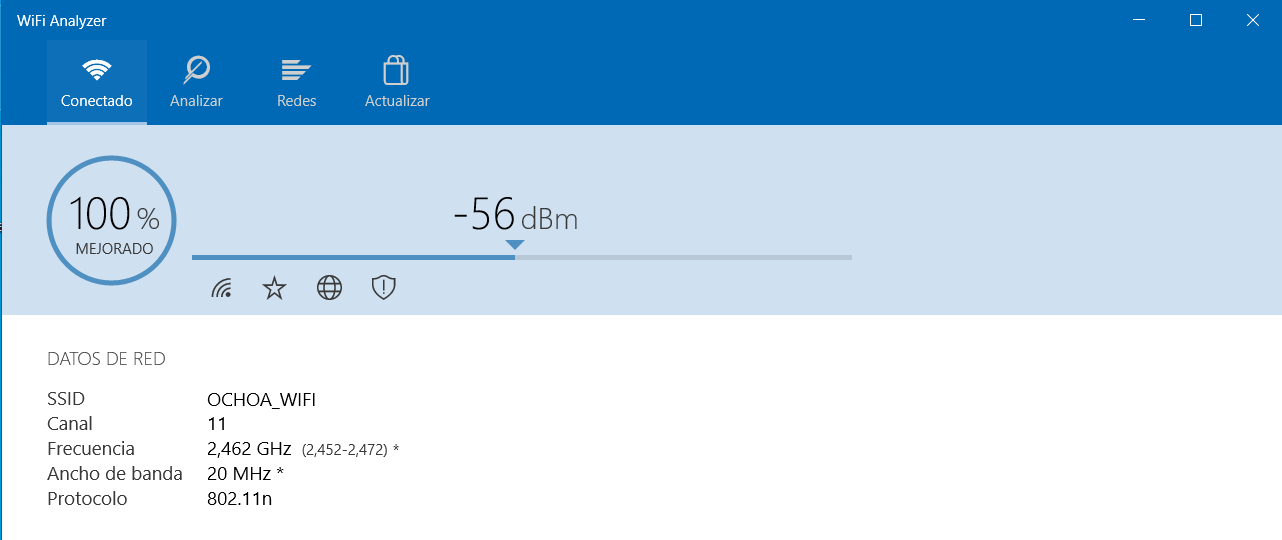 WiFi Analyzer
Conectado Analizar Redes Actualizar
100 % -56 dBm
MEJORADO
DATOS DE RED
SSID OCHOA_WIFI
Canal 11
Frecuencia 2,462 GHz (2,452-2,472) *
Ancho de banda 20 MHz *
Protocolo 802.11n